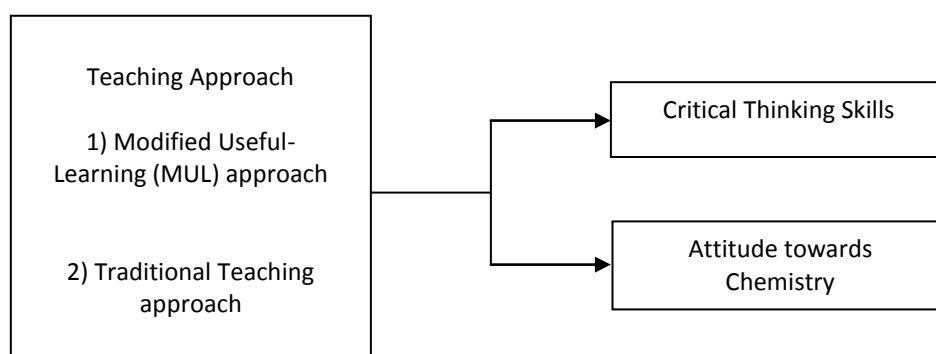 Teaching Approach
1) Modified Useful-
Learning (MUL) approach
2) Traditional Teaching
approach
Critical Thinking Skills
Attitude towards
Chemistry